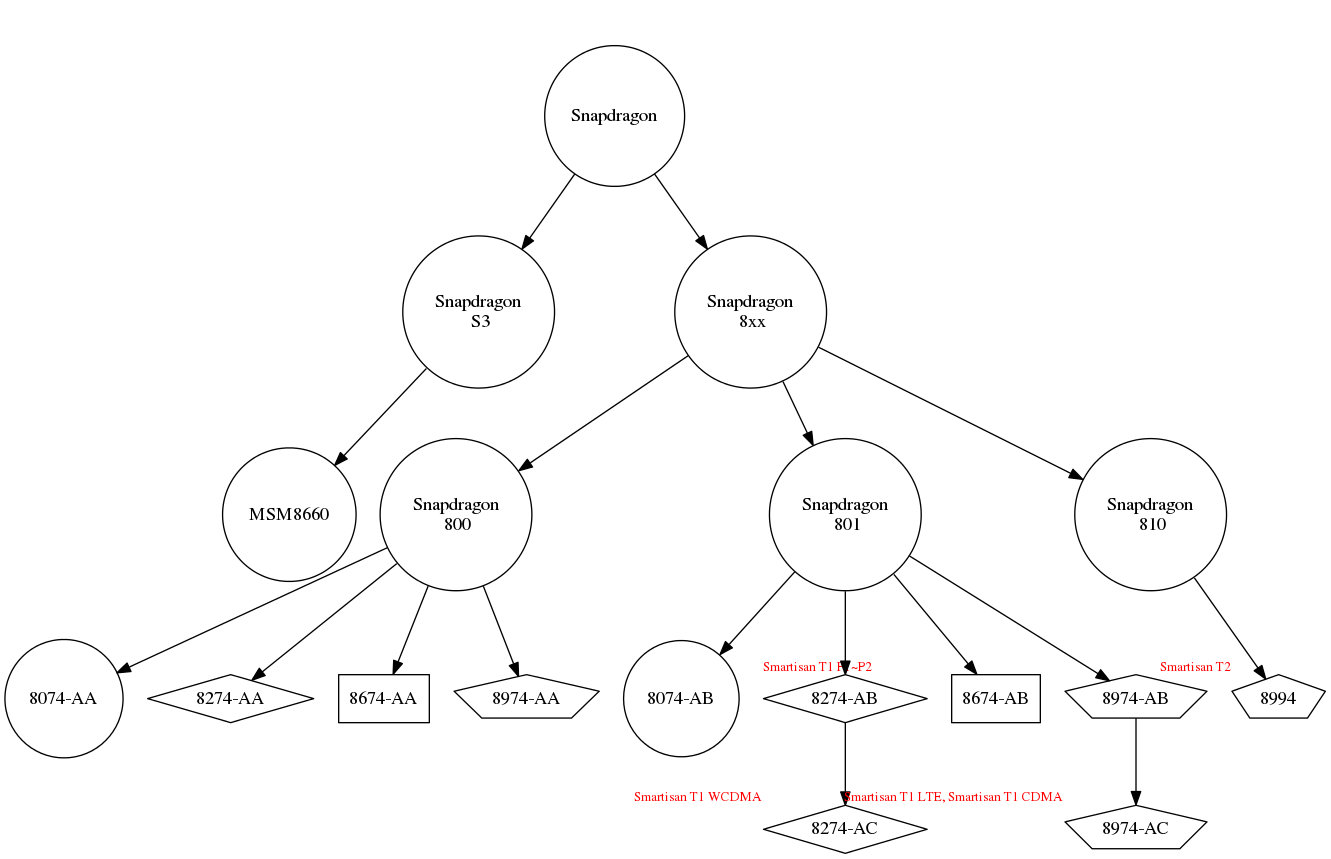 Snapdragon
Snapdragon
S3
Snapdragon
8xx
MSM8660
Snapdragon
800
Snapdragon
801
Snapdragon
810
Smartisan T1 ~P2
Smartisan T2
8074-AA
8274-AA
8674-AA
8974-AA
8074-AB
8274-AB
8674-AB
8974-AB
8994
Smartisan T1 WCDMA
Smartisan T1 LTE, Smartisan T1 CDMA
8274-AC
8974-AC